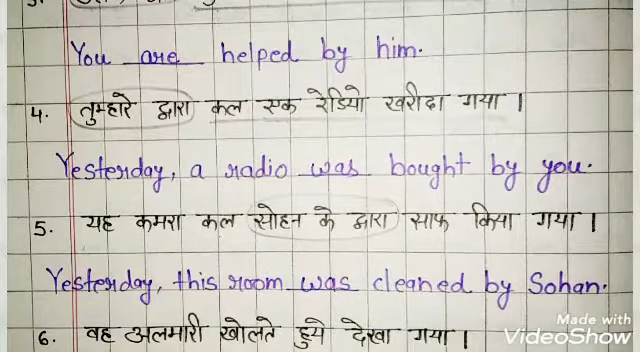 You are helped by him.
4. तुम्हारे द्वारा कल एक रेडियो खरीदा गया ।
Yesterday, a radio was bought by you.
5. यह कमरा कल सोहन के द्वारा साफ किया गया ।
Yesterday, this room was cleaned by Sohan.
6. वह अलमारी खोलते हुये देखा गया ।
Made with
VideoShow